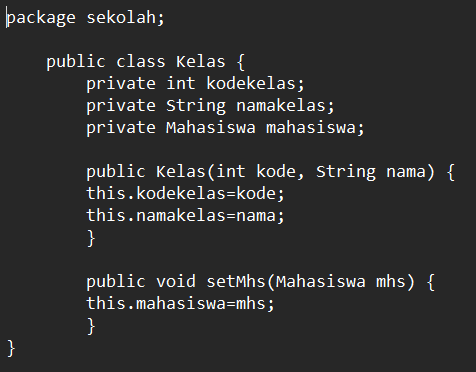 package sekolah;
public class Kelas {
private int kodekelas;
private String namakelas;
private Mahasiswa mahasiswa;
public Kelas(int kode, String nama) {
this.kodekelas=kode;
this.namakelas=nama;
}
public void setMhs(Mahasiswa mhs) {
this.mahasiswa=mhs;
}
}